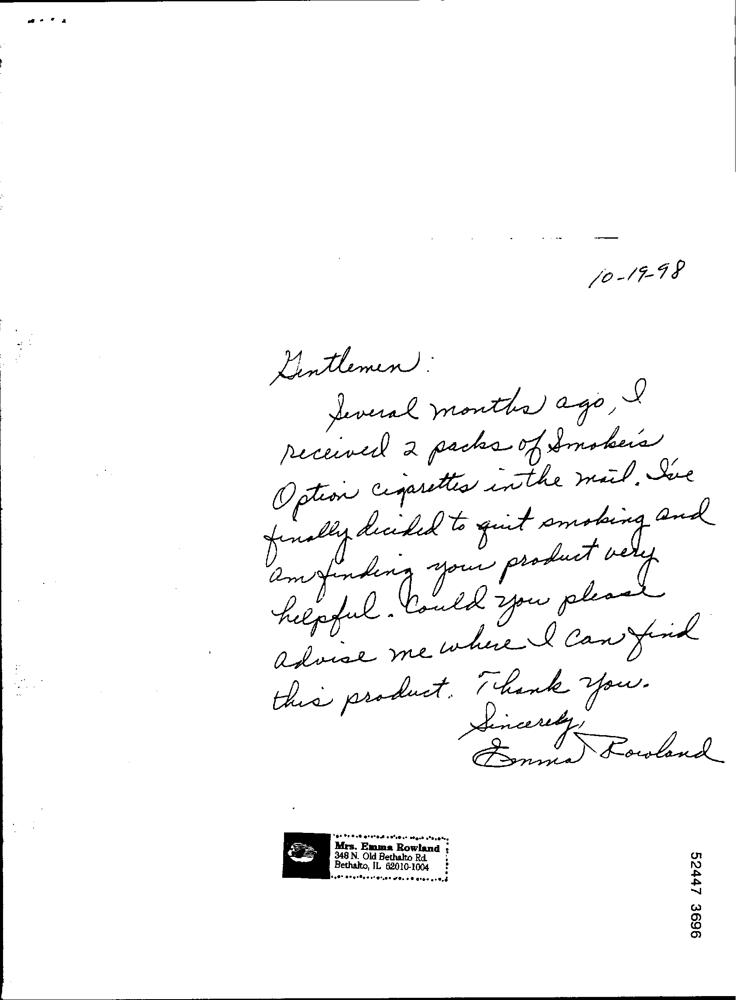 10-19-98
Gentlemen:
Several months ago, I
received 2 packs of Smoker's
Option cigarettes in the mail. I've
finally decided to quit smoking and
am finding your product very
helpful. Could you please
advise me where I can find
this product. Thank you.
Sincerely,
Emma Rowland
Mrs. Emma Rowland
348 N. Old Bethalto Rd.
Bethalto, IL 62010-1004
52447 3696